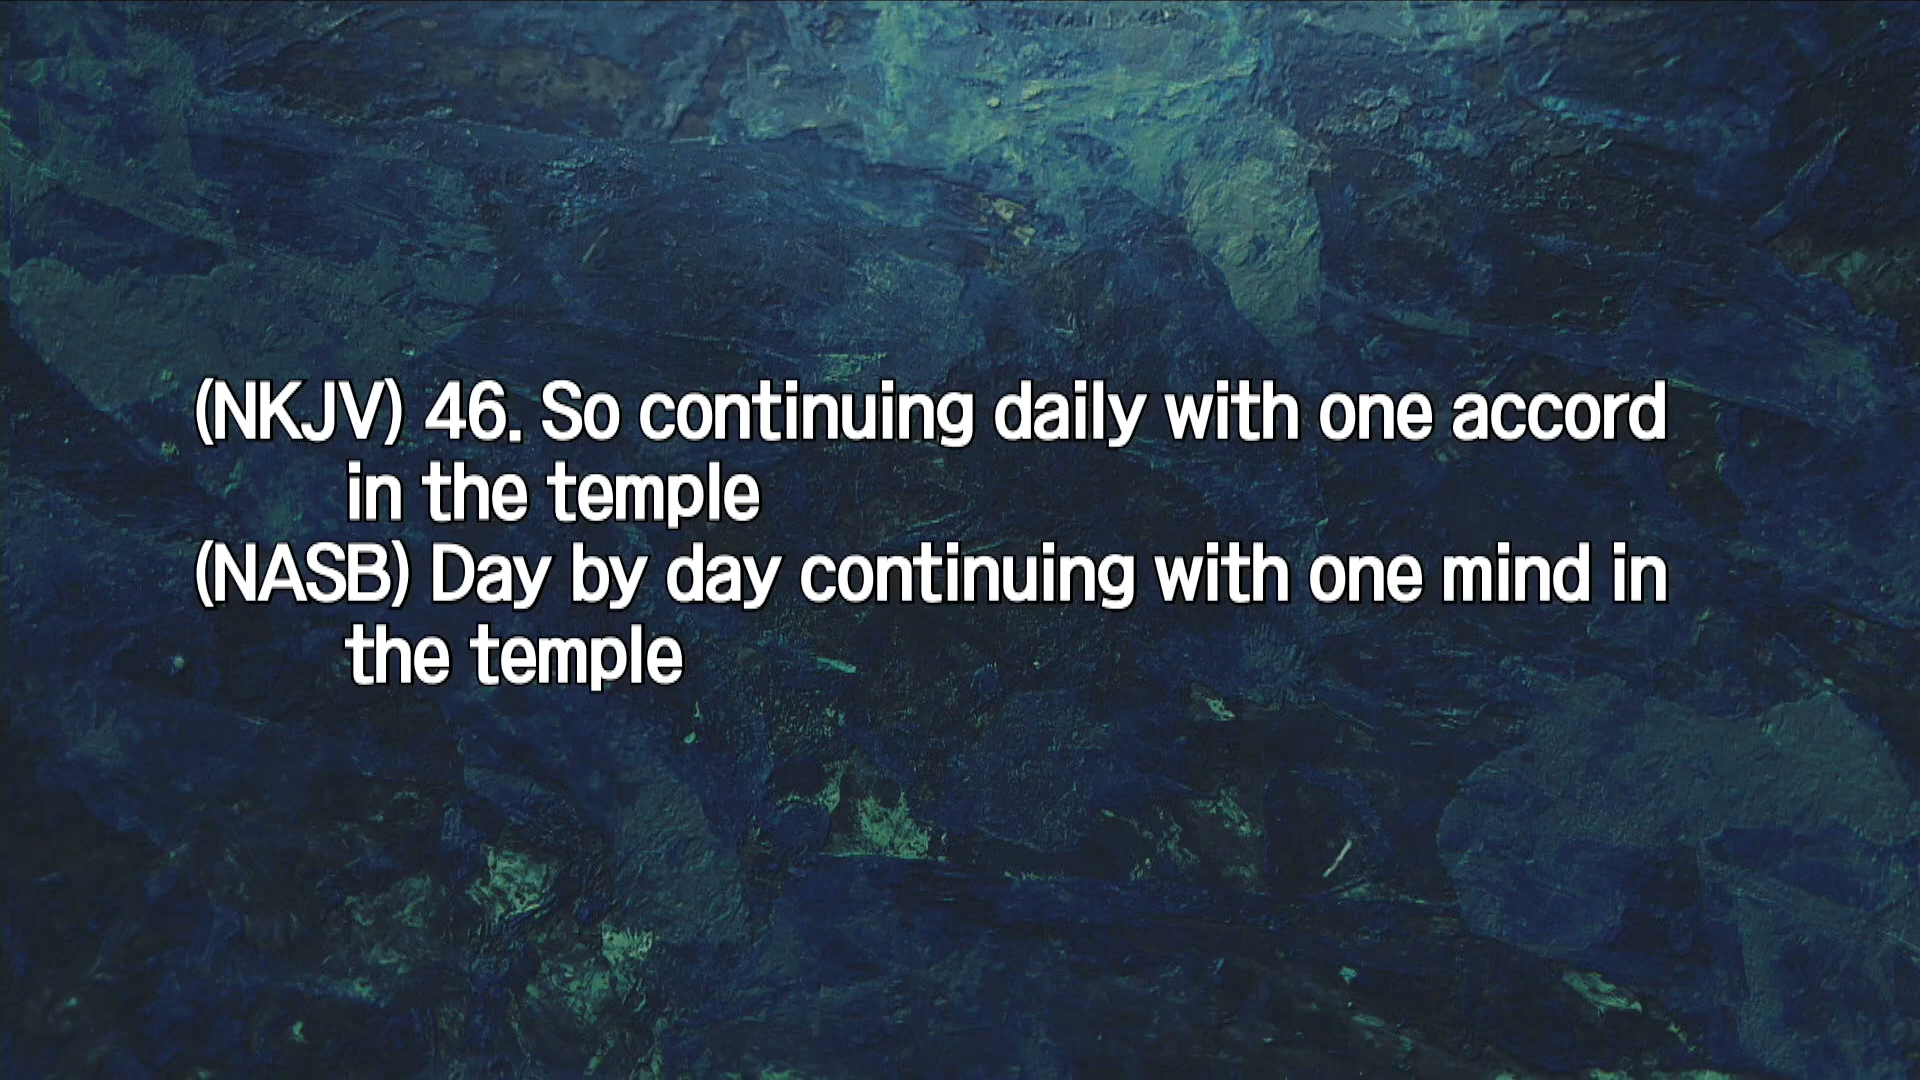 (NKJV) 46. So continuing daily with one accord
in the temple
(NASB) Day by day continuing with one mind in
the temple